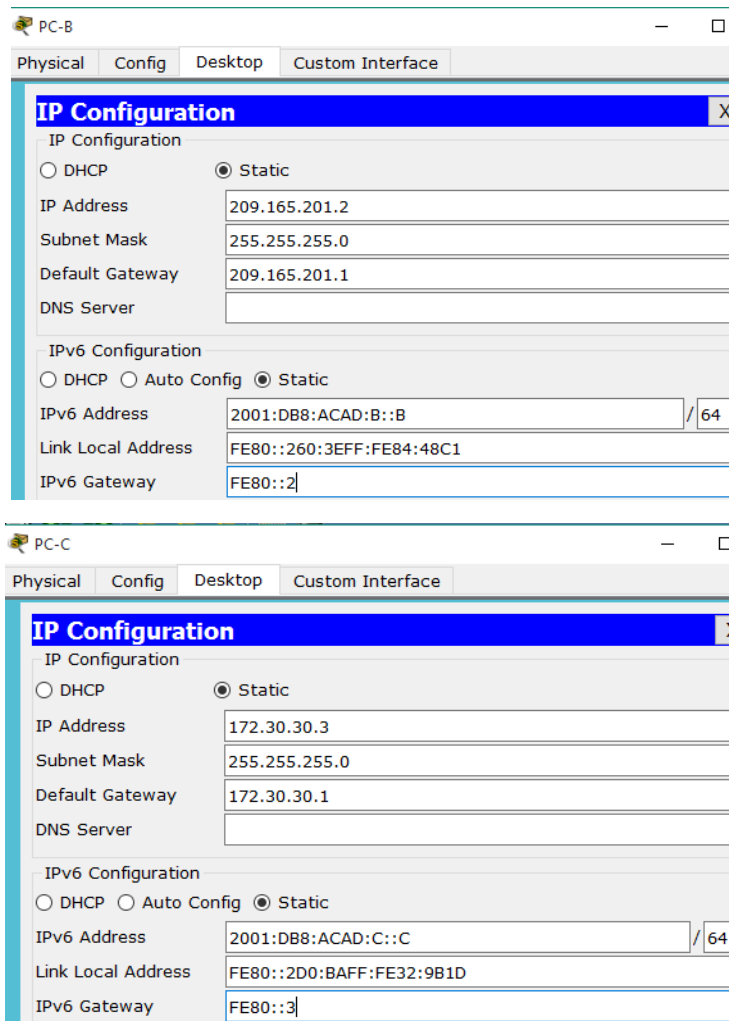 PC-B
Physical Config Desktop Custom Interface
IP Configuration X
IP Configuration
DHCP Static
IP Address 209.165.201.2
Subnet Mask 255.255.255.0
Default Gateway 209.165.201.1
DNS Server
IPv6 Configuration
DHCP Auto Config Static
IPv6 Address 2001:DB8:ACAD:B::B / 64
Link Local Address FE80::260:3EFF:FE84:48C1
IPv6 Gateway FE80::2
PC-C
Physical Config Desktop Custom Interface
IP Configuration
IP Configuration
DHCP Static
IP Address 172.30.30.3
Subnet Mask 255.255.255.0
Default Gateway 172.30.30.1
DNS Server
IPv6 Configuration
DHCP Auto Config Static
IPv6 Address 2001:DB8:ACAD:C::C / 64
Link Local Address FE80::2D0:BAFF:FE32:9B1D
IPv6 Gateway FE80::3